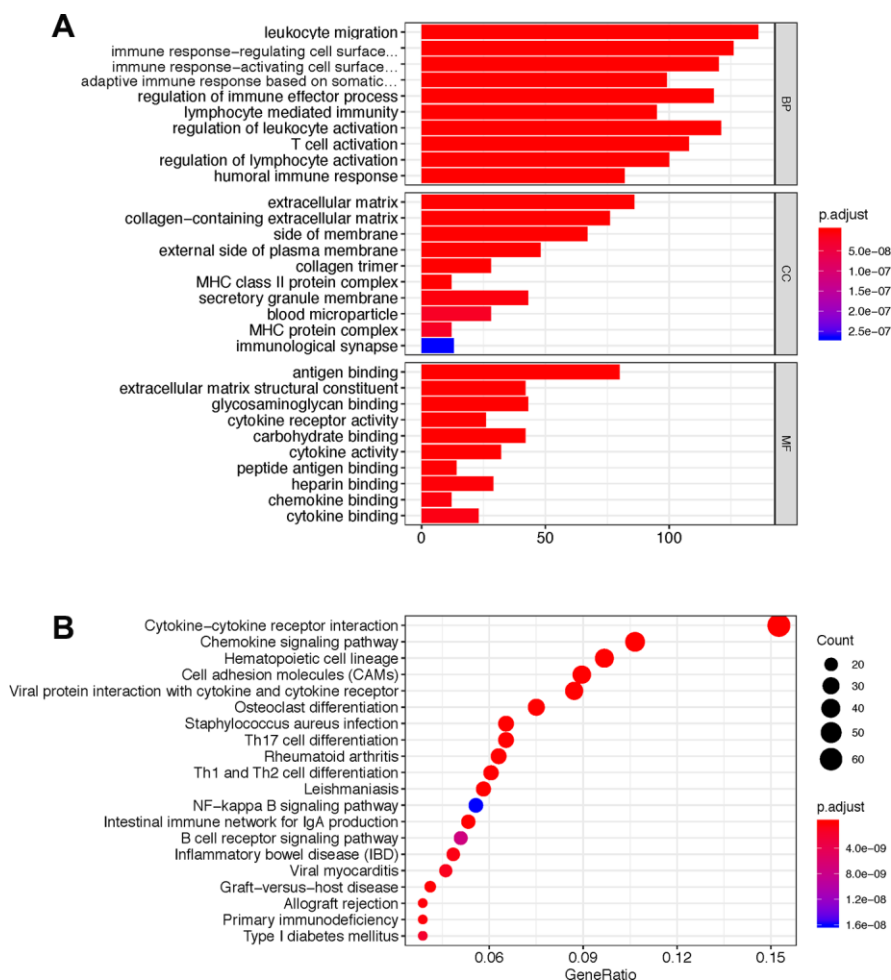 A
leukocyte migration
immune response−regulating cell surface...
immune response−activating cell surface...
adaptive immune response based on somatic...
regulation of immune effector process
lymphocyte mediated immunity
regulation of leukocyte activation
T cell activation
regulation of lymphocyte activation
humoral immune response
BP
extracellular matrix
collagen−containing extracellular matrix
side of membrane
external side of plasma membrane
collagen trimer
MHC class II protein complex
secretory granule membrane
blood microparticle
MHC protein complex
immunological synapse
CC
antigen binding
extracellular matrix structural constituent
glycosaminoglycan binding
cytokine receptor activity
carbohydrate binding
cytokine activity
peptide antigen binding
heparin binding
chemokine binding
cytokine binding
MF
0 50 100
p.adjust
5.0e−08
1.0e−07
1.5e−07
2.0e−07
2.5e−07
B
Cytokine−cytokine receptor interaction
Chemokine signaling pathway
Hematopoietic cell lineage
Cell adhesion molecules (CAMs)
Viral protein interaction with cytokine and cytokine receptor
Osteoclast differentiation
Staphylococcus aureus infection
Th17 cell differentiation
Rheumatoid arthritis
Th1 and Th2 cell differentiation
Leishmaniasis
NF−kappa B signaling pathway
Intestinal immune network for IgA production
B cell receptor signaling pathway
Inflammatory bowel disease (IBD)
Viral myocarditis
Graft−versus−host disease
Allograft rejection
Primary immunodeficiency
Type I diabetes mellitus
0.06 0.09 0.12 0.15
GeneRatio
Count
20
30
40
50
60
p.adjust
4.0e−09
8.0e−09
1.2e−08
1.6e−08